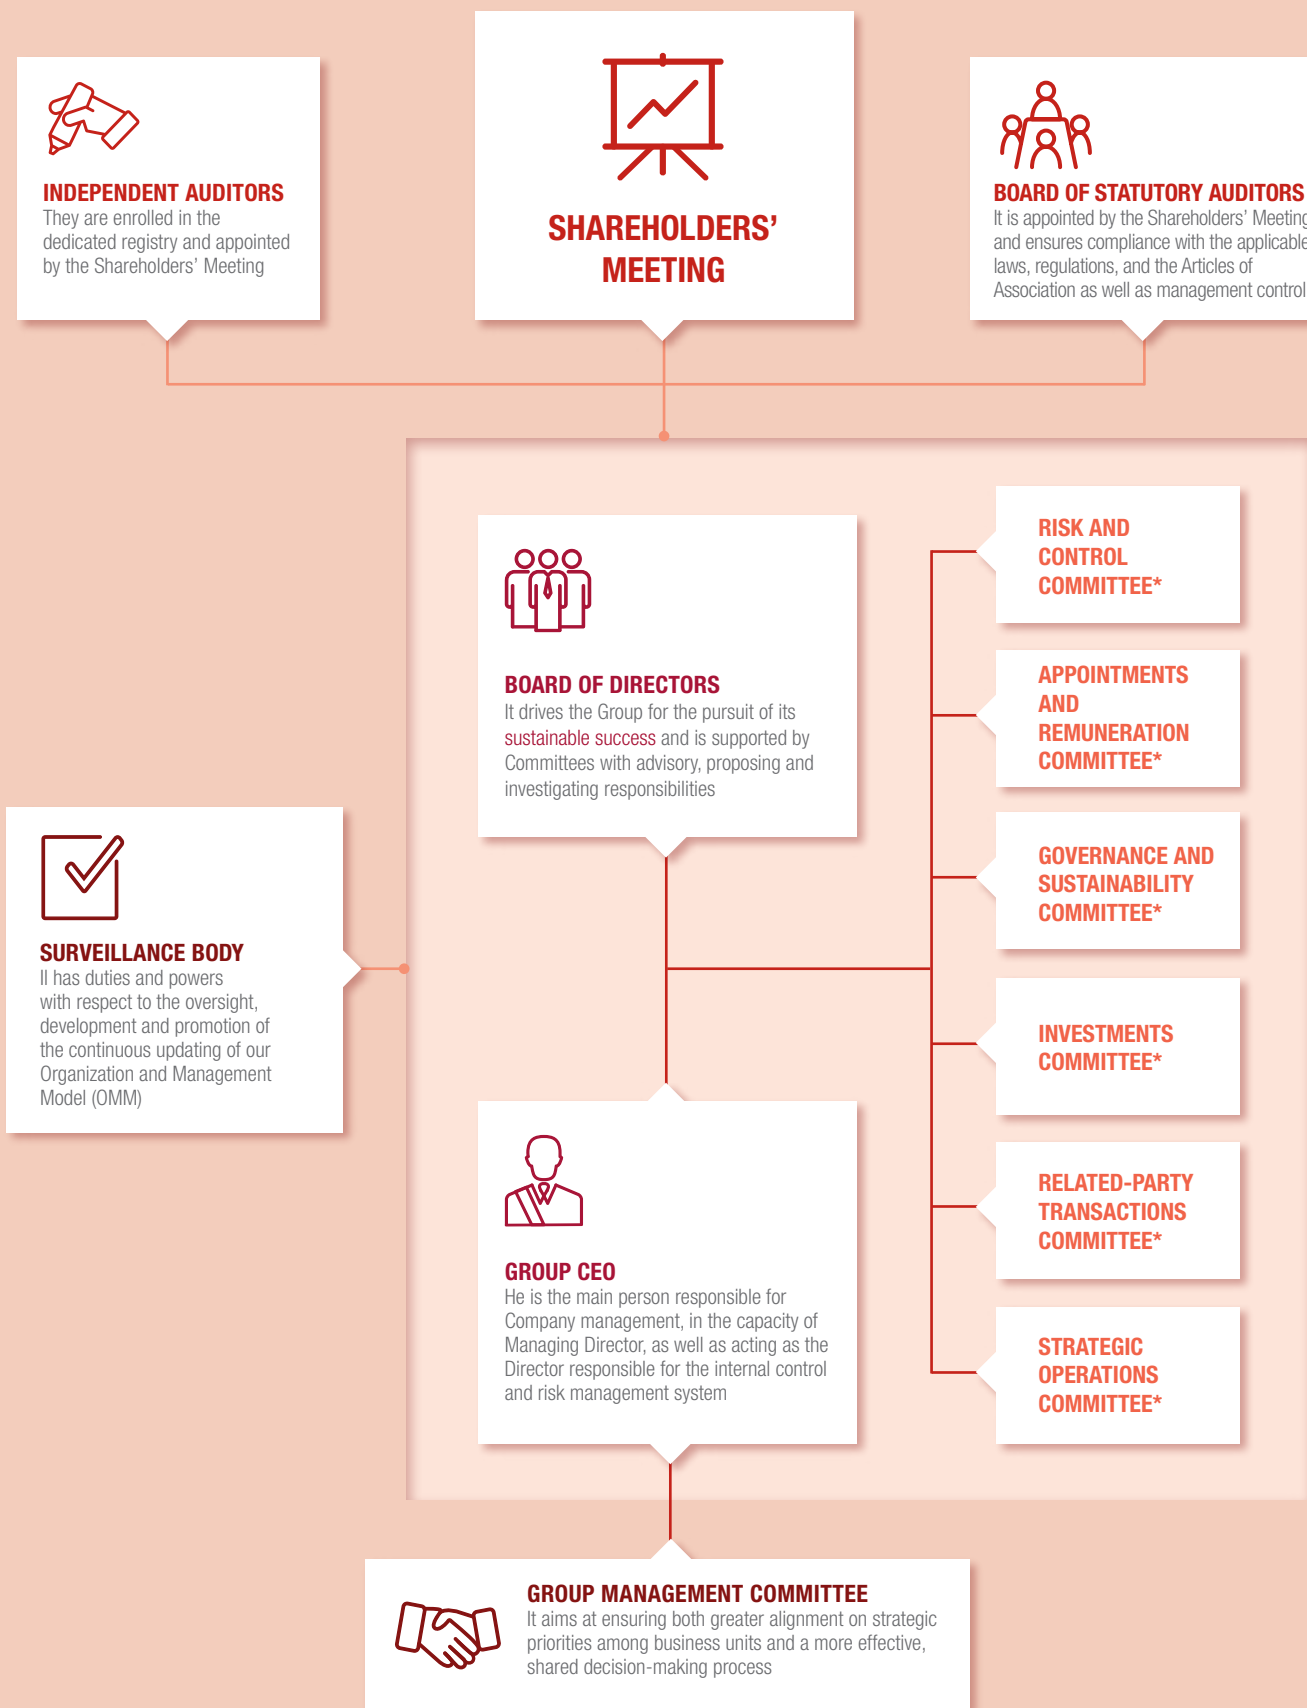 INDEPENDENT AUDITORS
They are enrolled in the
dedicated registry and appointed
by the Shareholders' Meeting
SHAREHOLDERS'
MEETING
BOARD OF STATUTORY AUDITORS
It is appointed by the Shareholders' Meeting
and ensures compliance with the applicable
laws, regulations, and the Articles of
Association as well as management control
BOARD OF DIRECTORS
It drives the Group for the pursuit of its
sustainable success and is supported by
Committees with advisory, proposing and
investigating responsibilities
RISK AND
CONTROL
COMMITTEE*
APPOINTMENTS
AND
REMUNERATION
COMMITTEE*
GOVERNANCE AND
SUSTAINABILITY
COMMITTEE*
INVESTMENTS
COMMITTEE*
RELATED-PARTY
TRANSACTIONS
COMMITTEE*
STRATEGIC
OPERATIONS
COMMITTEE*
SURVEILLANCE BODY
Il has duties and powers
with respect to the oversight,
development and promotion of
the continuous updating of our
Organization and Management
Model (OMM)
GROUP CEO
He is the main person responsible for
Company management, in the capacity of
Managing Director, as well as acting as the
Director responsible for the internal control
and risk management system
GROUP MANAGEMENT COMMITTEE
It aims at ensuring both greater alignment on strategic
priorities among business units and a more effective,
shared decision-making process